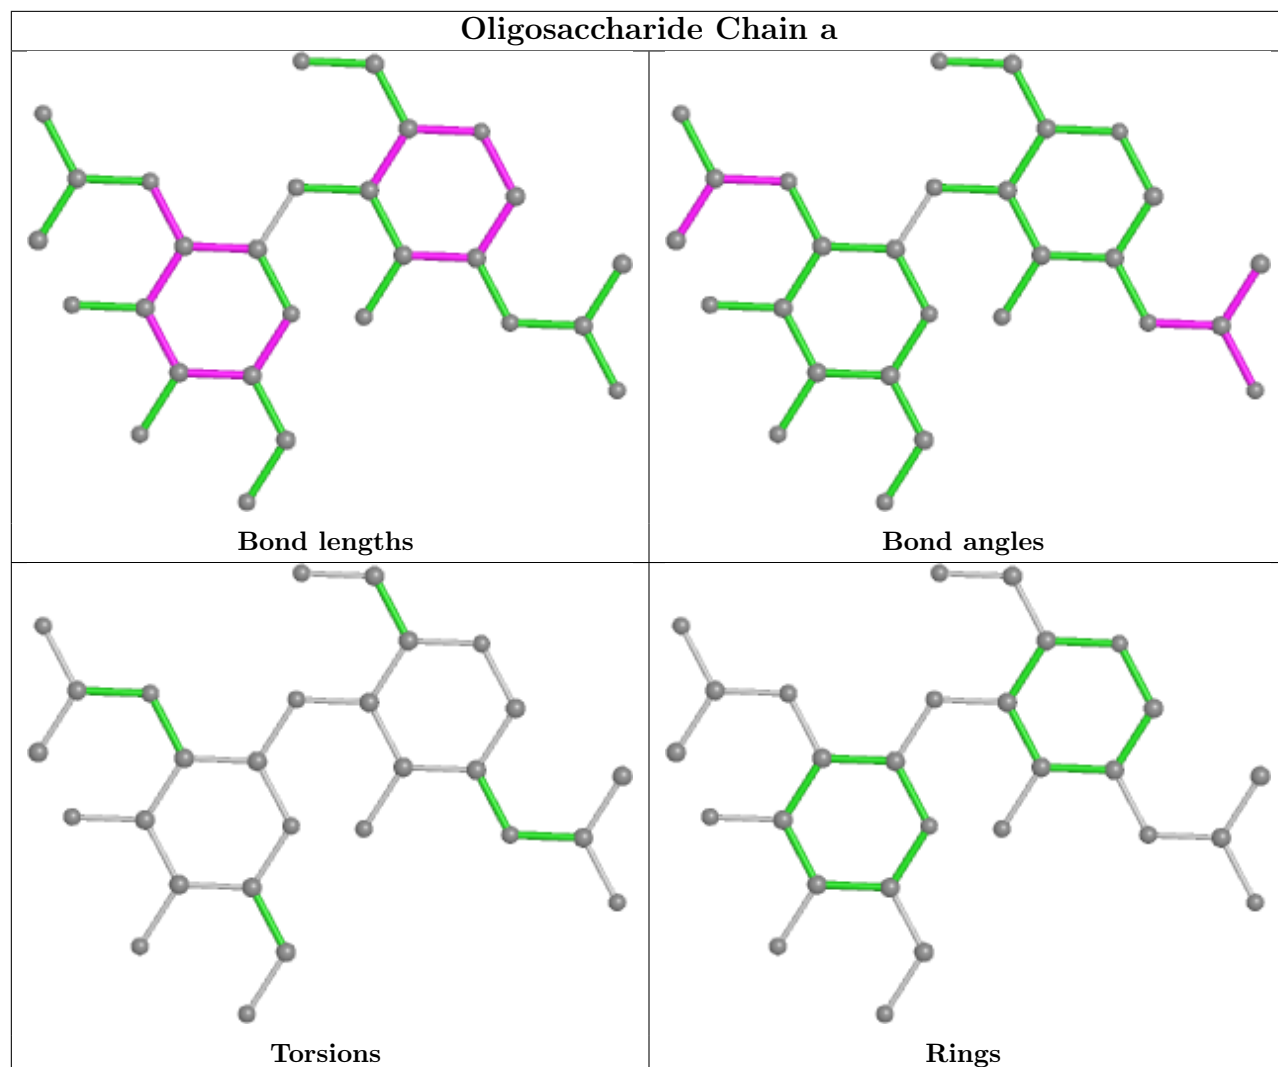 Oligosaccharide Chain a
Bond lengths
Bond angles
Torsions
Rings